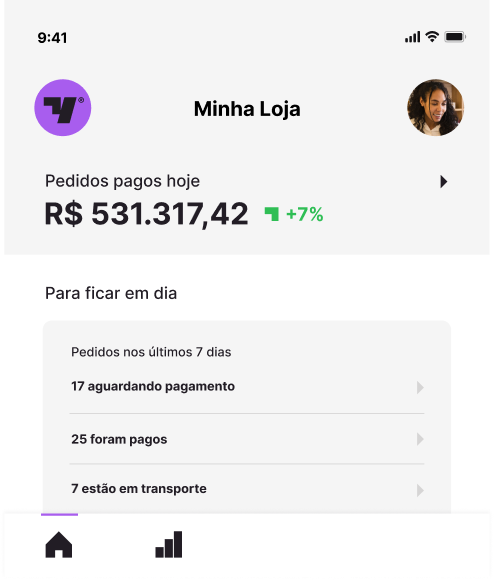 9:41
Minha Loja
Pedidos pagos hoje
R$ 531.317,42 +7%
Para ficar em dia
Pedidos nos últimos 7 dias
17 aguardando pagamento
25 foram pagos
7 estão em transporte